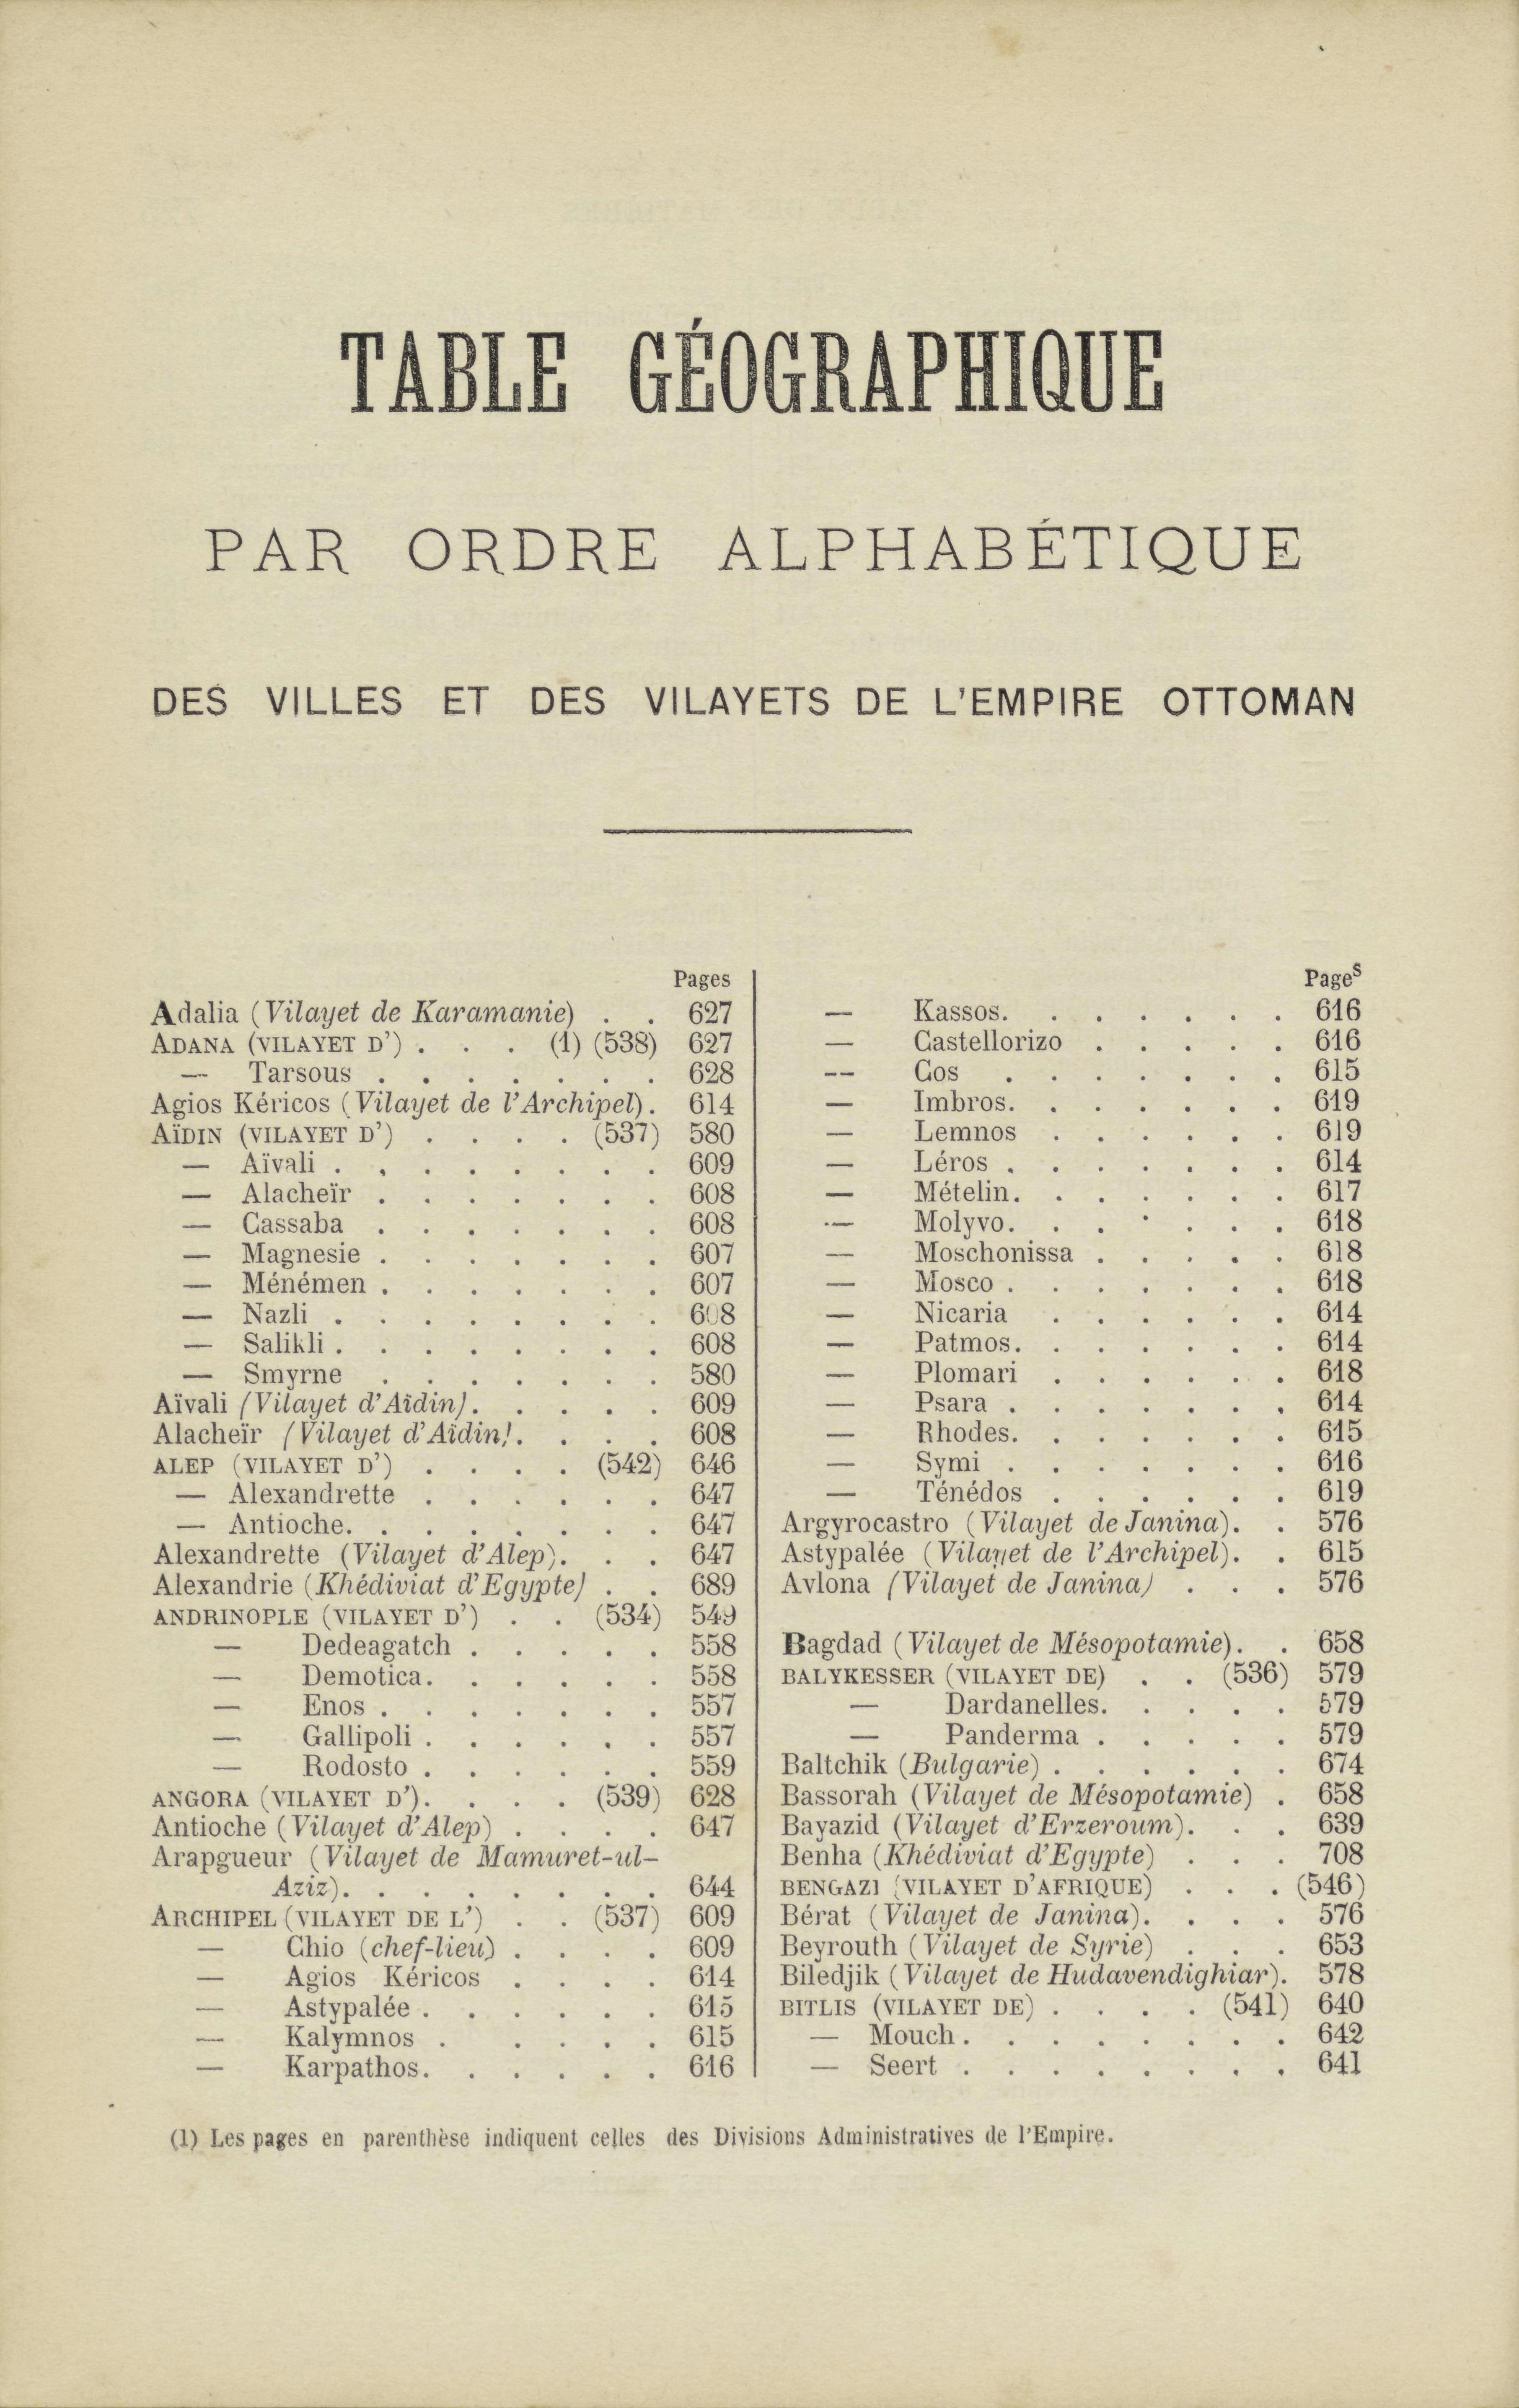 TABLE GÉOGRAPHIQUE
PAR ORDRE ALPHABÉTIQUE
DES VILLES ET DES VILAYETS DE L'EMPIRE OTTOMAN
Pages
Adalia (Vilayet de Karamanie) . . 627
ADANA (VILAYET D') . . . (1) (538) 627
— Tarsous . . . . . . . 628
Agios Kéricos (Vilayet de l'Archipel). 614
AÏDIN (VILAYET D') . . . . (537) 580
— Aïvali . . . . . . . . 609
— Alacheïr . . . . . . . 608
— Cassaba . . . . . . . 608
— Magnesie . . . . . . . 607
— Ménémen . . . . . . . 607
— Nazli . . . . . . . . 608
— Salikli . . . . . . . . 608
— Smyrne . . . . . . . 580
Aïvali (Vilayet d'Aïdin). . . . . 609
Alacheïr (Vilayet d'Aïdin). . . . 608
ALEP (VILAYET D') . . . . (542) 646
— Alexandrette . . . . . . 647
— Antioche. . . . . . . . 647
Alexandrette (Vilayet d'Alep). . . 647
Alexandrie (Khédiviat d'Egypte) . . 689
ANDRINOPLE (VILAYET D') . . (534) 549
— Dedeagatch . . . . . 558
— Demotica. . . . . . 558
— Enos . . . . . . . 557
— Gallipoli . . . . . . 557
— Rodosto . . . . . . 559
ANGORA (VILAYET D'). . . . (539) 628
Antioche (Vilayet d'Alep) . . . . 647
Arapgueur (Vilayet de Mamuret-ul-
Aziz). . . . . . . . 644
ARCHIPEL (VILAYET DE L') . . (537) 609
— Chio (chef-lieu) . . . . 609
— Agios Kéricos . . . . 614
— Astypalée . . . . . . 615
— Kalymnos . . . . . 615
— Karpathos. . . . . . 616
Pages
— Kassos. . . . . . . 616
— Castellorizo . . . . . 616
-- Cos . . . . . . . 615
— Imbros. . . . . . . 619
— Lemnos . . . . . . 619
— Léros . . . . . . . 614
— Mételin. . . . . . . 617
— Molyvo. . . . . . . 618
— Moschonissa . . . . . 618
— Mosco . . . . . . . 618
— Nicaria . . . . . . 614
— Patmos. . . . . . . 614
— Plomari . . . . . . 618
— Psara . . . . . . . 614
— Rhodes. . . . . . . 615
— Symi . . . . . . . 616
— Ténédos . . . . . . 619
Argyrocastro (Vilayet de Janina). . 576
Astypalée (Vilayet de l'Archipel). . 615
Avlona (Vilayet de Janina) . . . 576
Bagdad (Vilayet de Mésopotamie). . 658
BALYKESSER (VILAYET DE) . . (536) 579
— Dardanelles. . . . . 579
— Panderma . . . . . 579
Baltchik (Bulgarie) . . . . . . 674
Bassorah (Vilayet de Mésopotamie) . 658
Bayazid (Vilayet d'Erzeroum). . . 639
Benha (Khédiviat d'Egypte) . . . 708
BENGAZI (VILAYET D'AFRIQUE) . . . (546)
Bérat (Vilayet de Janina). . . . 576
Beyrouth (Vilayet de Syrie) . . . 653
Biledjik (Vilayet de Hudavendighiar). 578
BITLIS (VILAYET DE) . . . . (541) 640
— Mouch. . . . . . . . 642
— Seert . . . . . . . . 641
(1) Les pages en parenthèse indiquent celles des Divisions Administratives de l'Empire.